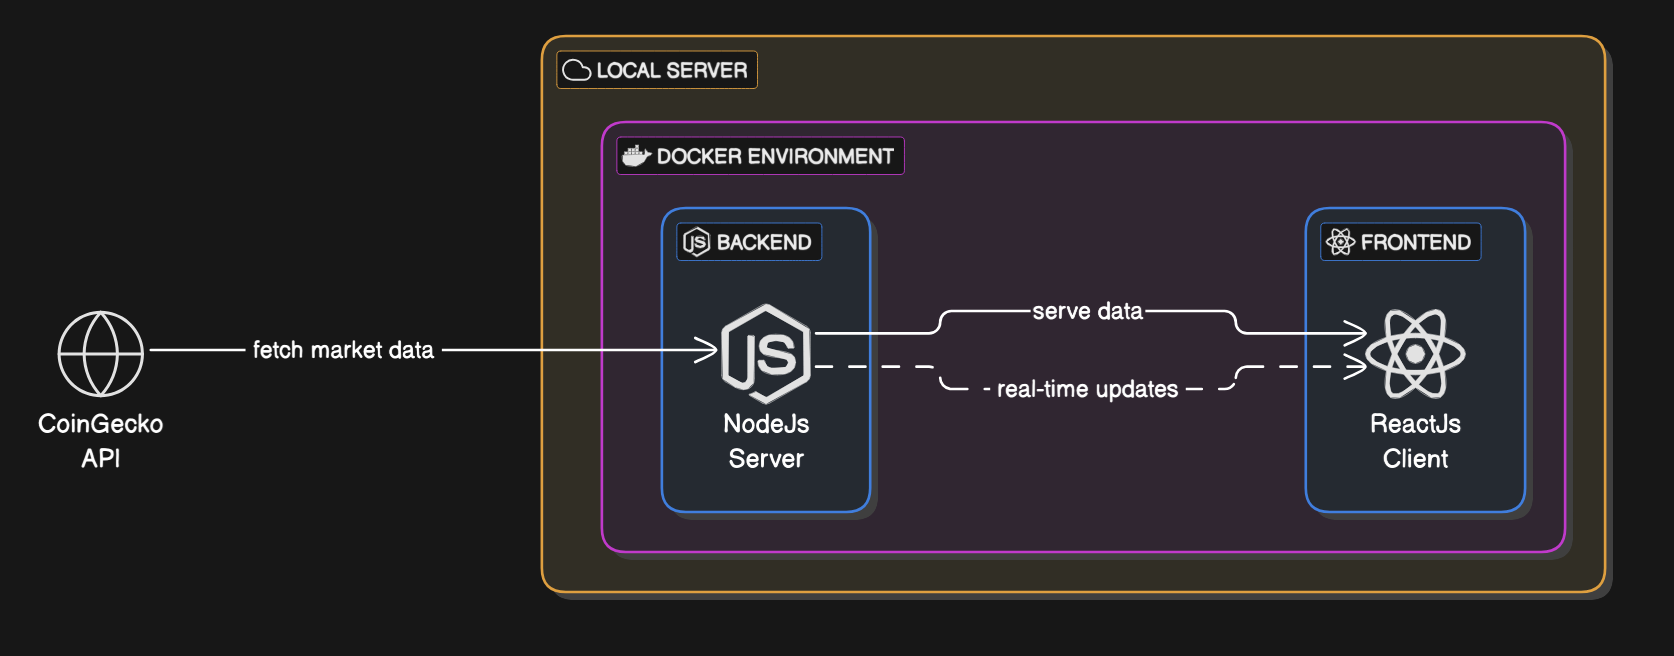 LOCAL SERVER
DOCKER ENVIRONMENT
JS BACKEND
FRONTEND
serve data
fetch market data
JS
real-time updates
CoinGecko
API
NodeJs
Server
ReactJs
Client